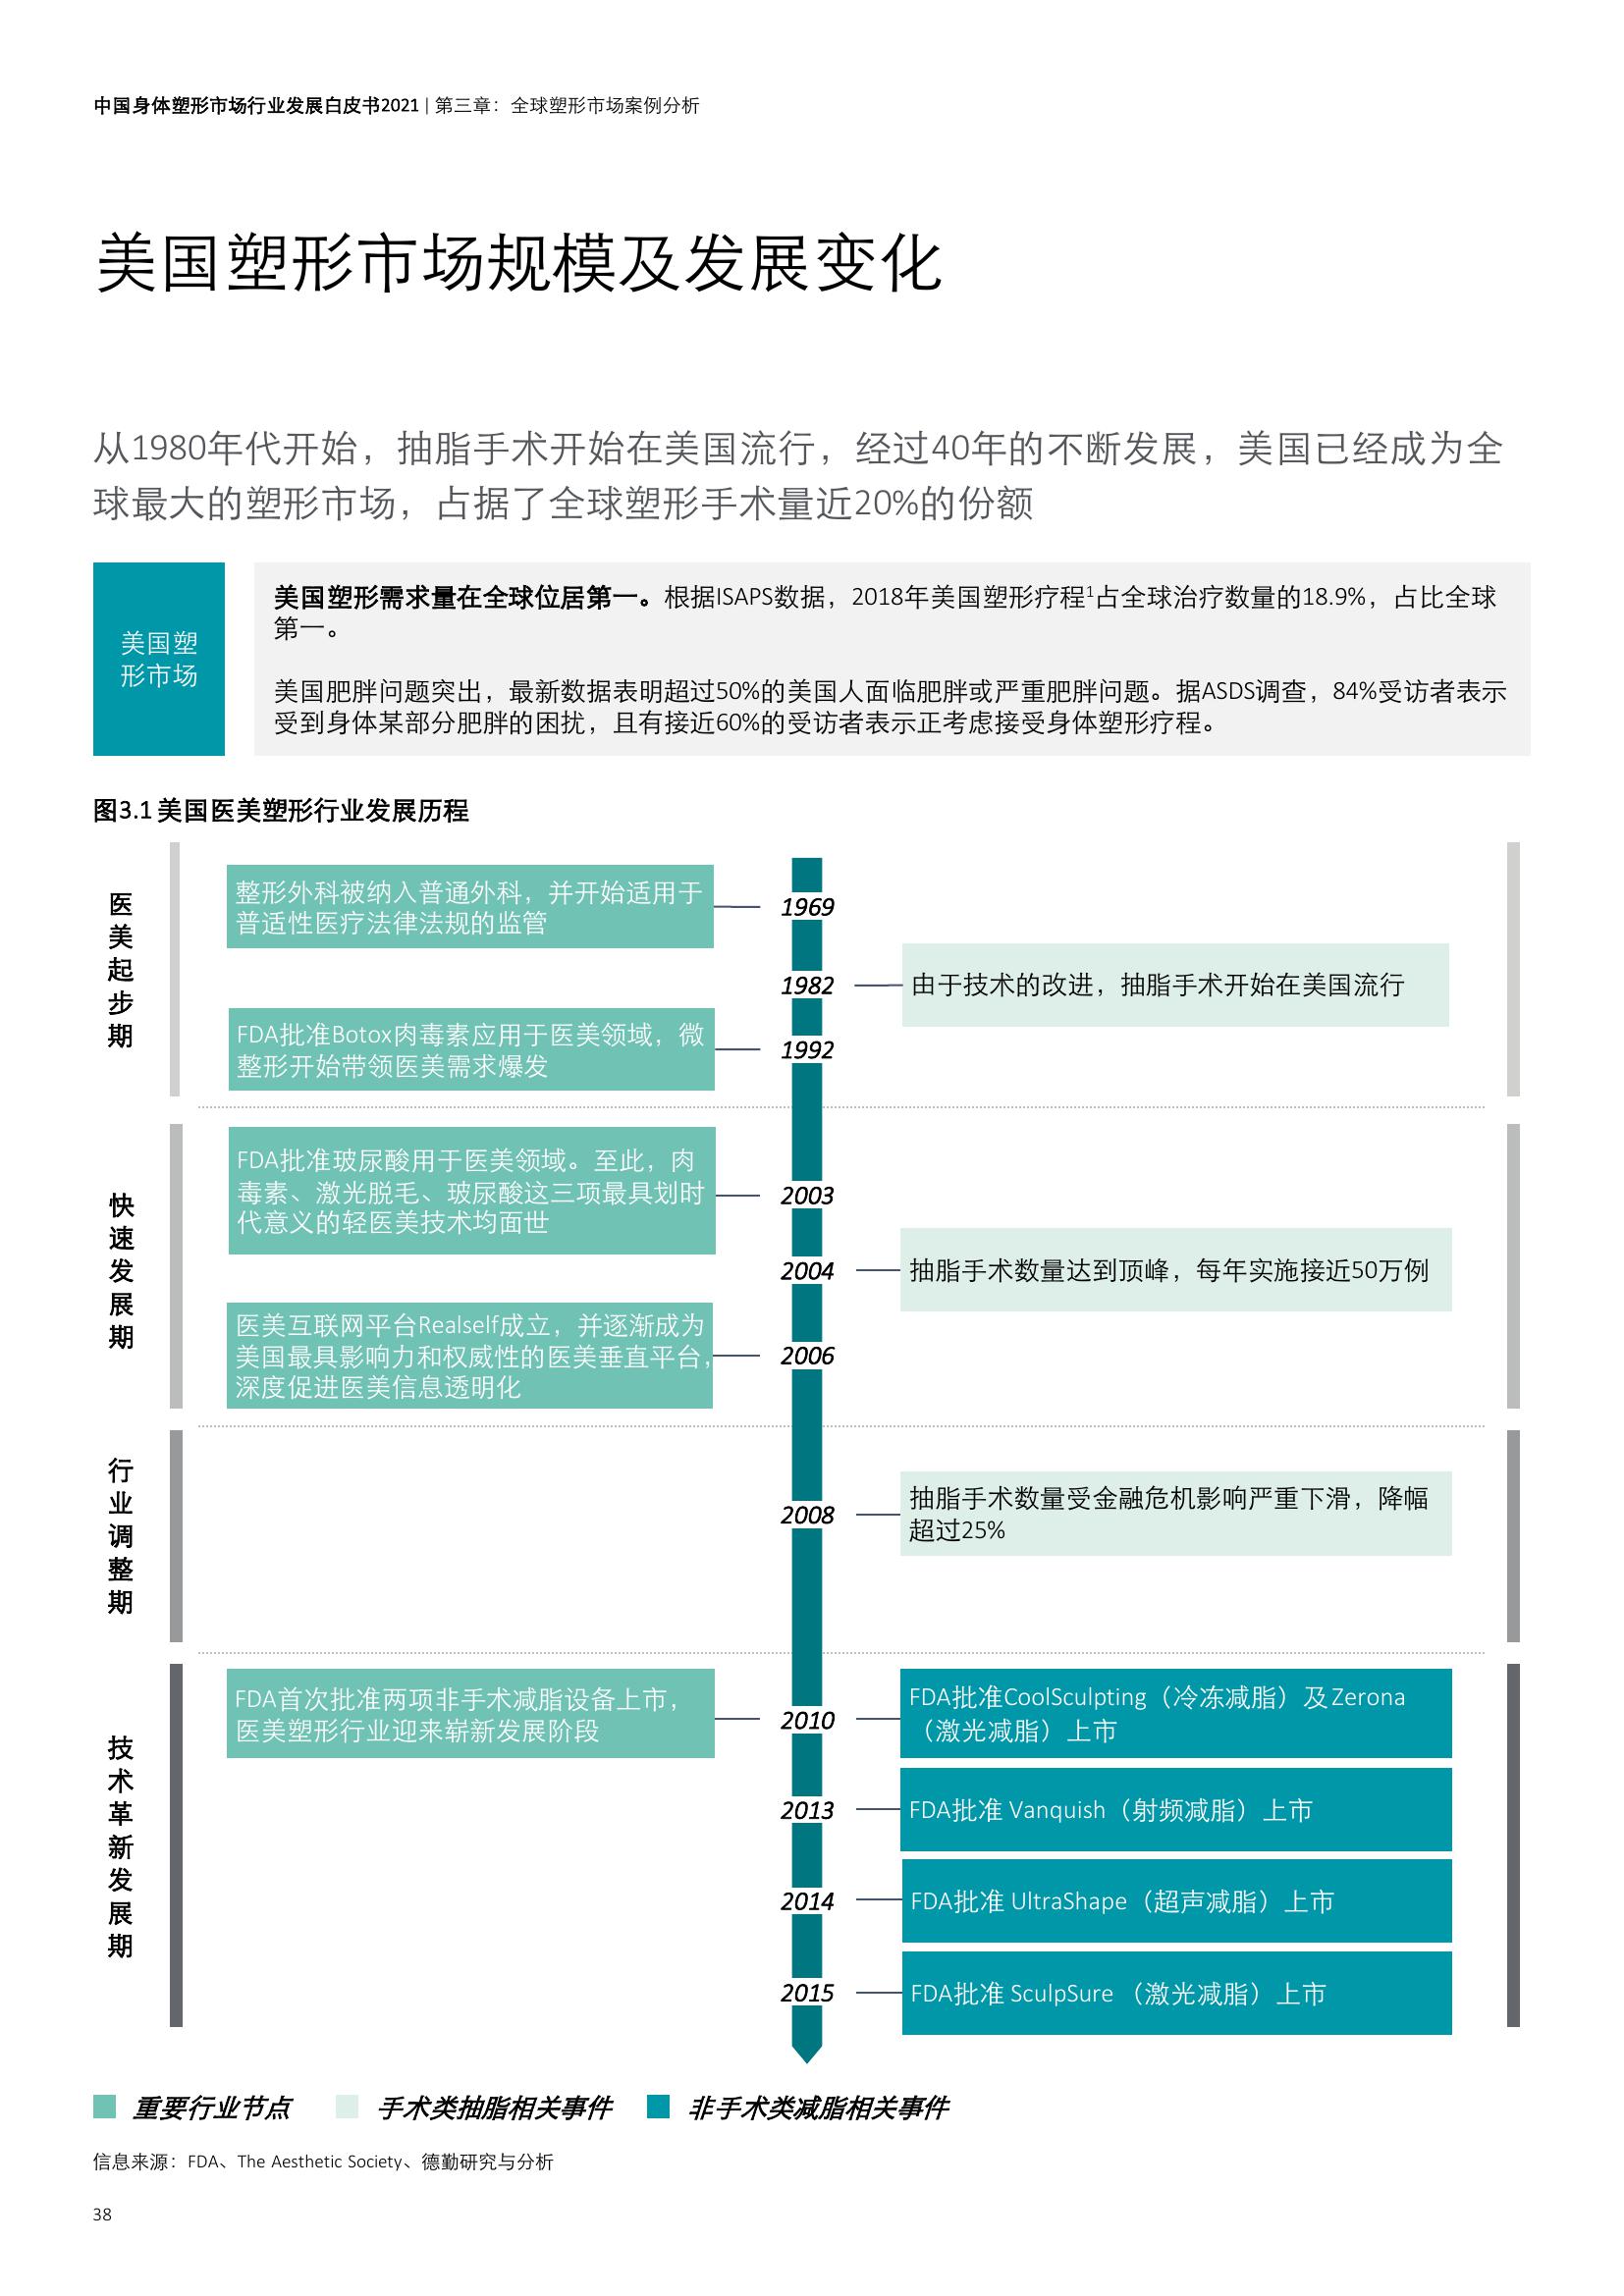 中国身体塑形市场行业发展白皮书2021 | 第三章：全球塑形市场案例分析
美国塑形市场规模及发展变化
从1980年代开始，抽脂手术开始在美国流行，经过40年的不断发展，美国已经成为全
球最大的塑形市场，占据了全球塑形手术量近20%的份额
美国塑
形市场
美国塑形需求量在全球位居第一。根据ISAPS数据，2018年美国塑形疗程1占全球治疗数量的18.9%，占比全球
第一。
美国肥胖问题突出，最新数据表明超过50%的美国人面临肥胖或严重肥胖问题。据ASDS调查，84%受访者表示
受到身体某部分肥胖的困扰，且有接近60%的受访者表示正考虑接受身体塑形疗程。
图3.1 美国医美塑形行业发展历程
医美起步期
整形外科被纳入普通外科，并开始适用于
普适性医疗法律法规的监管
1969
1982
由于技术的改进，抽脂手术开始在美国流行
FDA批准Botox肉毒素应用于医美领域，微
整形开始带领医美需求爆发
1992
快速发展期
FDA批准玻尿酸用于医美领域。至此，肉
毒素、激光脱毛、玻尿酸这三项最具划时
代意义的轻医美技术均面世
2003
2004
抽脂手术数量达到顶峰，每年实施接近50万例
医美互联网平台Realself成立，并逐渐成为
美国最具影响力和权威性的医美垂直平台，
深度促进医美信息透明化
2006
行业调整期
2008
抽脂手术数量受金融危机影响严重下滑，降幅
超过25%
技术革新发展期
FDA首次批准两项非手术减脂设备上市，
医美塑形行业迎来崭新发展阶段
2010
FDA批准CoolSculpting（冷冻减脂）及Zerona
（激光减脂）上市
2013
FDA批准 Vanquish（射频减脂）上市
2014
FDA批准 UltraShape（超声减脂）上市
2015
FDA批准 SculpSure （激光减脂）上市
重要行业节点
手术类抽脂相关事件
非手术类减脂相关事件
信息来源：FDA、The Aesthetic Society、德勤研究与分析
38